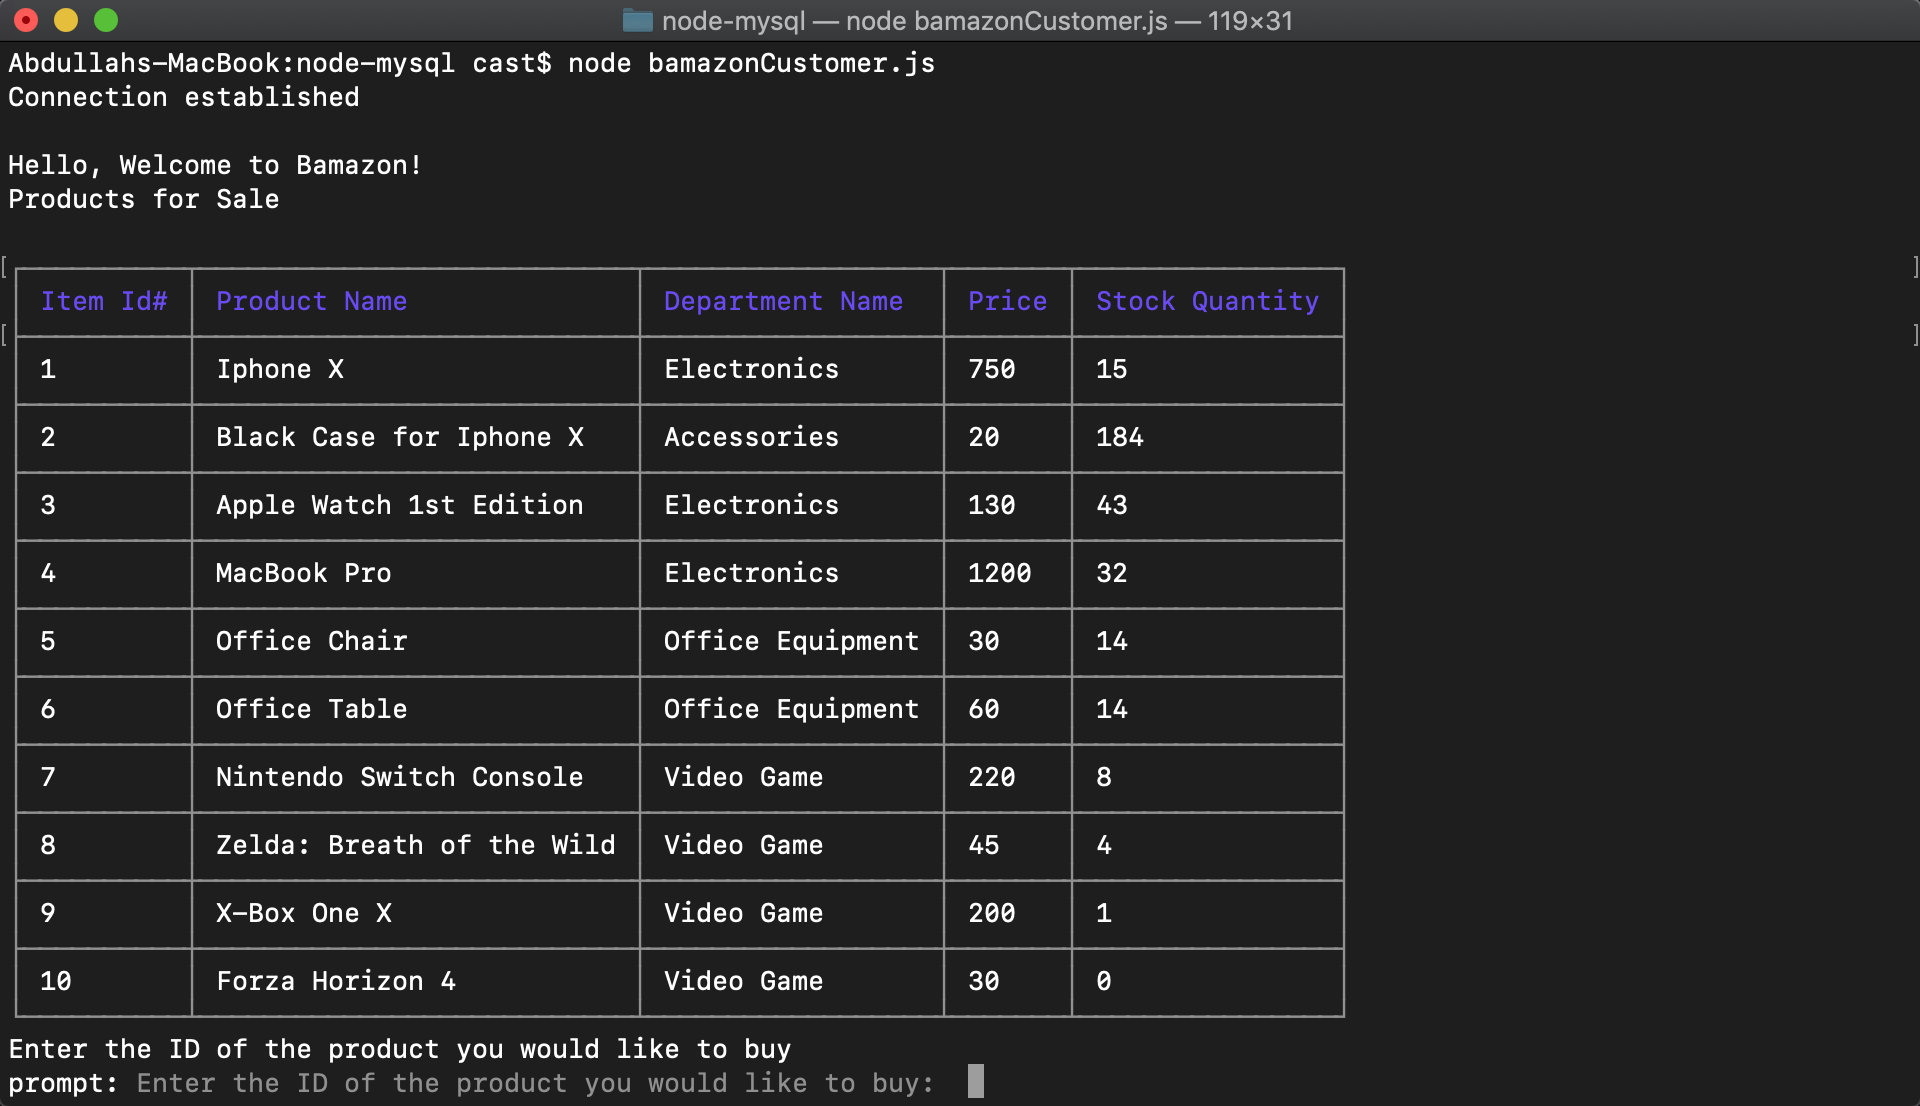 node-mysql — node bamazonCustomer.js — 119×31
Abdullahs-MacBook:node-mysql cast$ node bamazonCustomer.js
Connection established
Hello, Welcome to Bamazon!
Products for Sale
[ ]
Item Id# Product Name Department Name Price Stock Quantity
[ ]
1 Iphone X Electronics 750 15
2 Black Case for Iphone X Accessories 20 184
3 Apple Watch 1st Edition Electronics 130 43
4 MacBook Pro Electronics 1200 32
5 Office Chair Office Equipment 30 14
6 Office Table Office Equipment 60 14
7 Nintendo Switch Console Video Game 220 8
8 Zelda: Breath of the Wild Video Game 45 4
9 X-Box One X Video Game 200 1
10 Forza Horizon 4 Video Game 30 0
Enter the ID of the product you would like to buy
prompt: Enter the ID of the product you would like to buy: